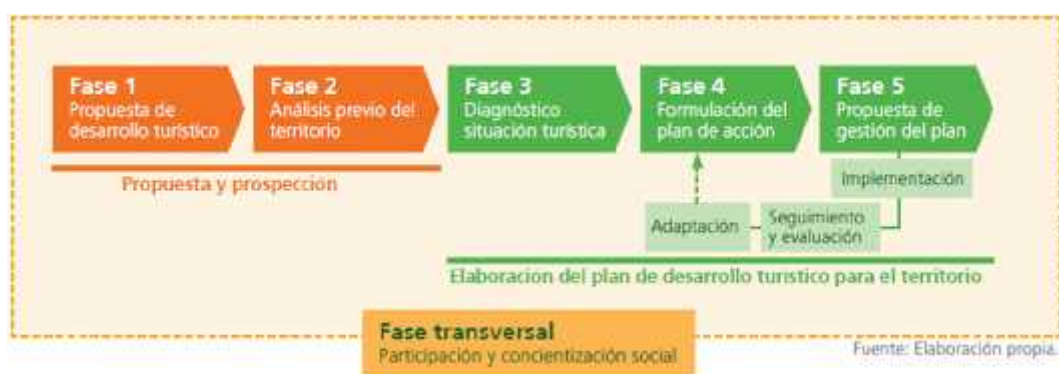 Fase 1
Propuesta de
desarrollo turístico
Fase 2
Análisis previo del
territorio
Fase 3
Diagnóstico
situación turística
Fase 4
Formulación del
plan de acción
Fase 5
Propuesta de
gestión del plan
Propuesta y prospección
Implementación
Adaptación
Seguimiento
y evaluación
Elaboración del plan de desarrollo turístico para el territorio
Fase transversal
Participación y concientización social
Fuente: Elaboración propia.